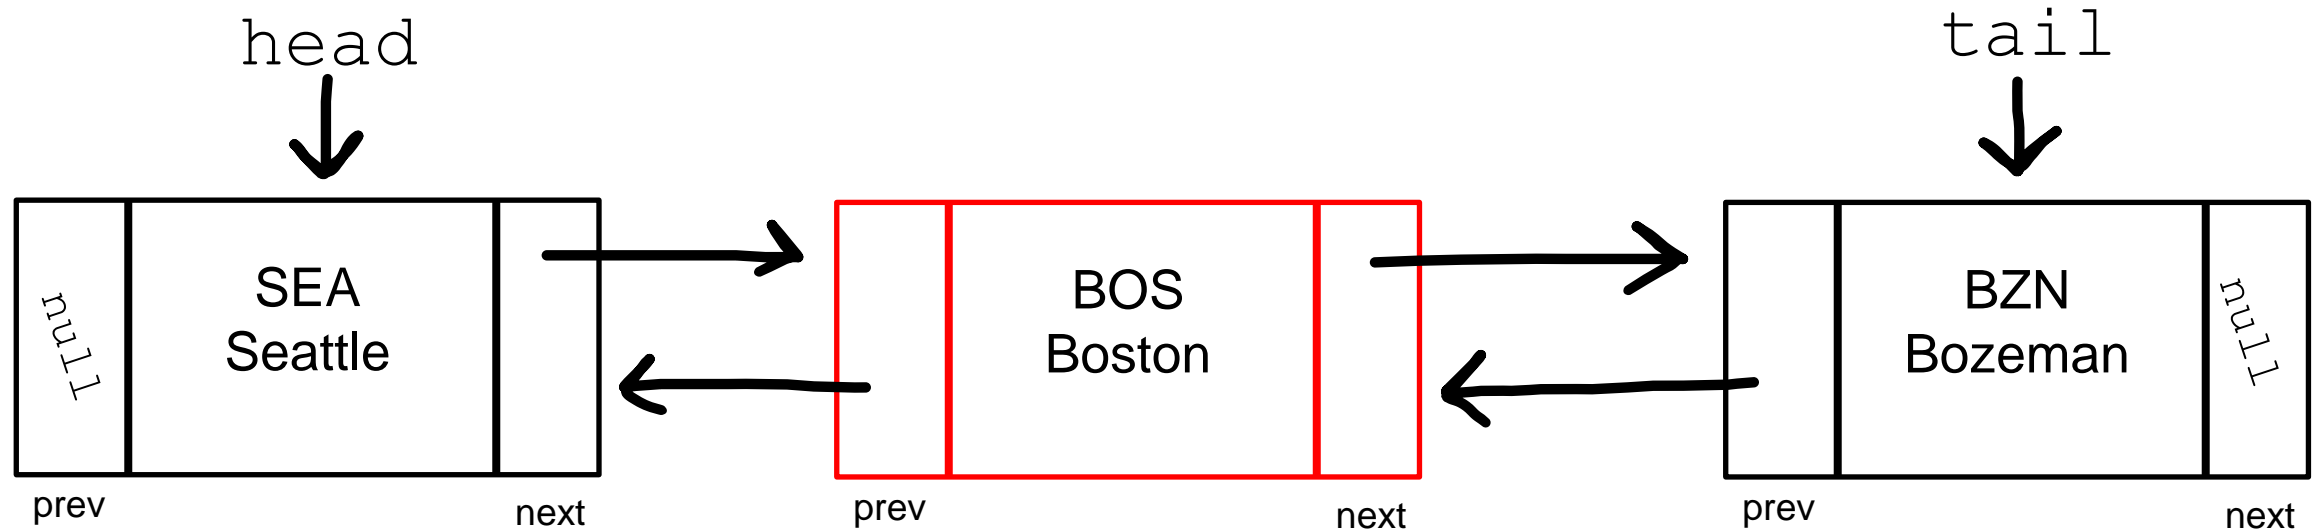 head
tail
null
SEA
Seattle
BOS
Boston
BZN
Bozeman
null
prev
next
prev
next
prev
next